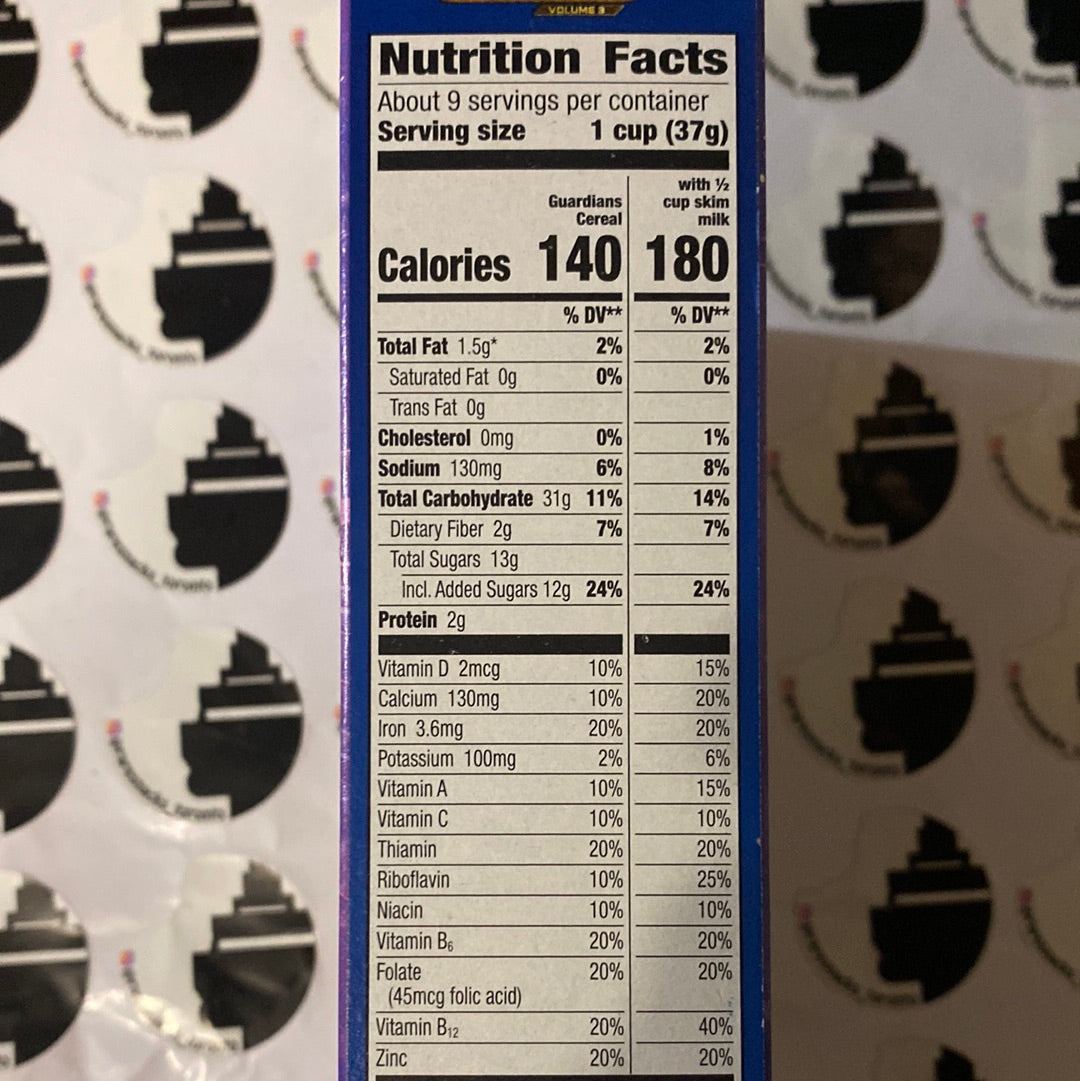 VOLUME 3
Nutrition Facts
About 9 servings per container
Serving size 1 cup (37g)
Guardians Cereal with ½ cup skim milk
Calories 140 180
% DV** % DV**
Total Fat 1.5g* 2% 2%
Saturated Fat 0g 0% 0%
Trans Fat 0g
Cholesterol 0mg 0% 1%
Sodium 130mg 6% 8%
Total Carbohydrate 31g 11% 14%
Dietary Fiber 2g 7% 7%
Total Sugars 13g
Incl. Added Sugars 12g 24% 24%
Protein 2g
Vitamin D 2mcg 10% 15%
Calcium 130mg 10% 20%
Iron 3.6mg 20% 20%
Potassium 100mg 2% 6%
Vitamin A 10% 15%
Vitamin C 10% 10%
Thiamin 20% 20%
Riboflavin 10% 25%
Niacin 10% 10%
Vitamin B₆ 20% 20%
Folate 20% 20%
(45mcg folic acid)
Vitamin B₁₂ 20% 40%
Zinc 20% 20%